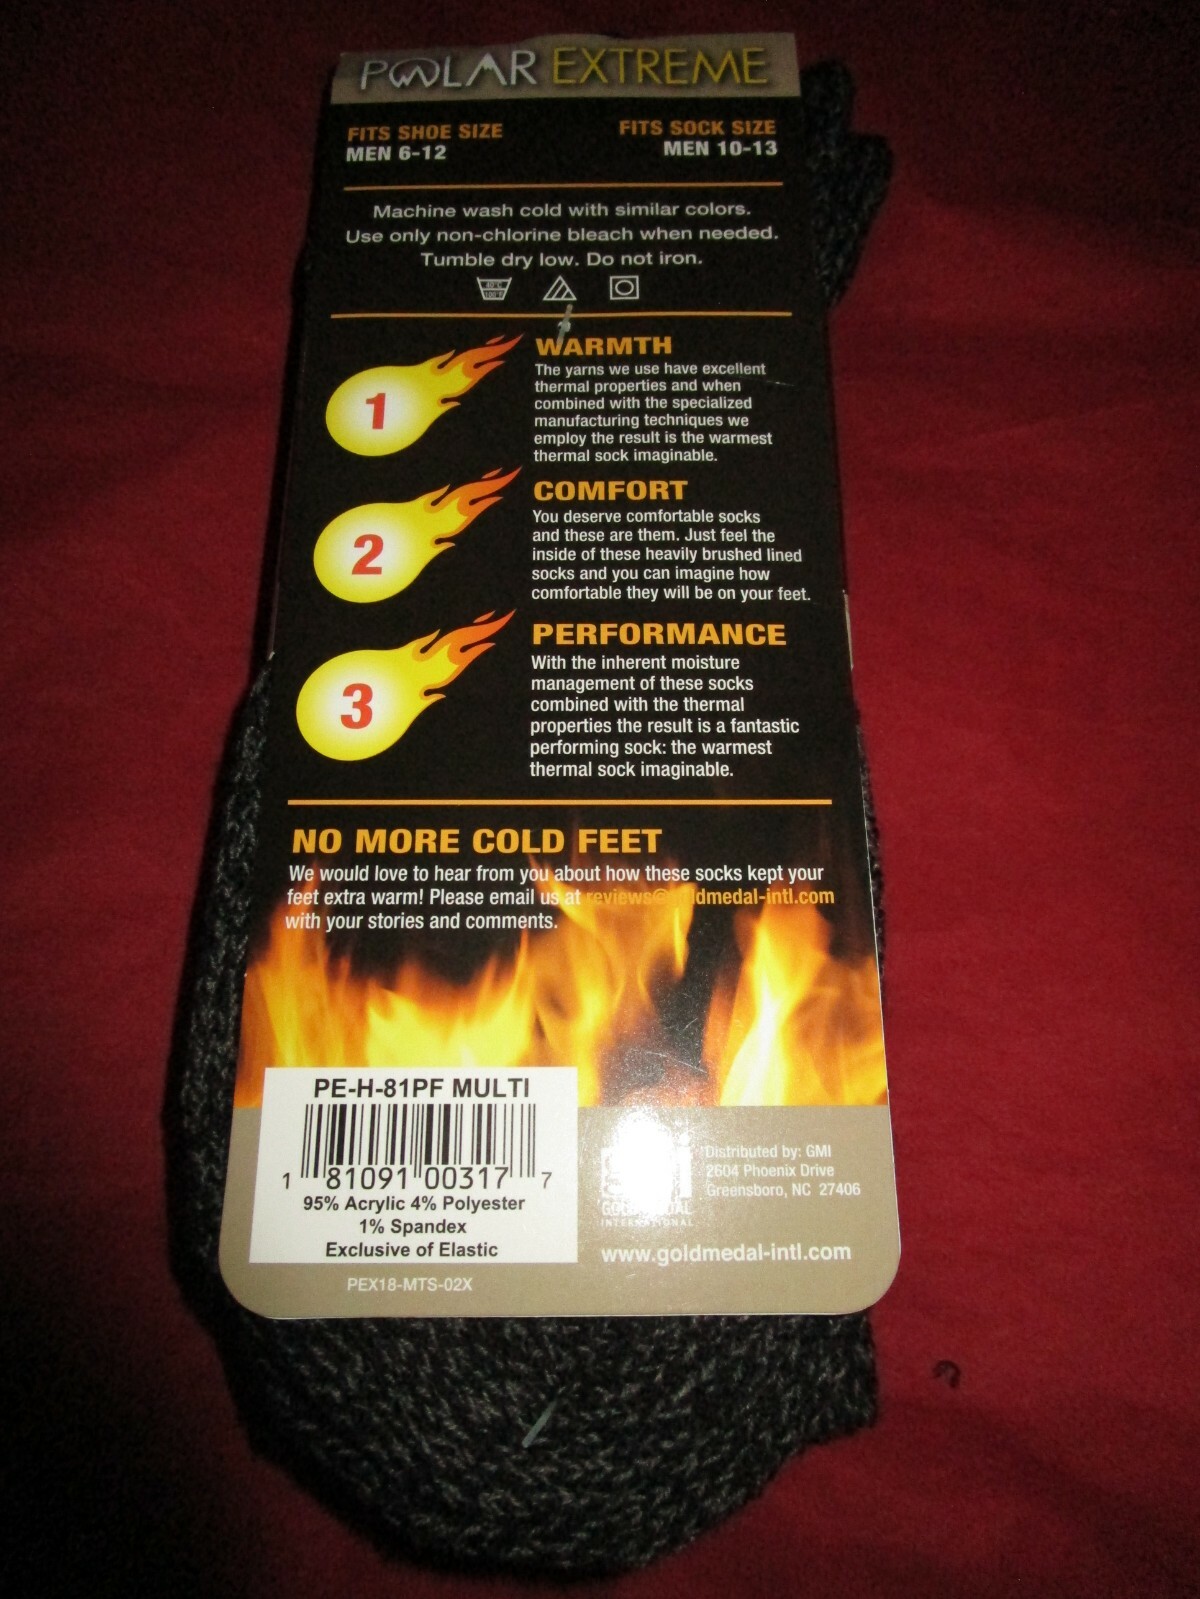 POLAR EXTREME
FITS SHOE SIZE
MEN 6-12
FITS SOCK SIZE
MEN 10-13
Machine wash cold with similar colors.
Use only non-chlorine bleach when needed.
Tumble dry low. Do not iron.
40°C
100°F
1
WARMTH
The yarns we use have excellent
thermal properties and when
combined with the specialized
manufacturing techniques we
employ the result is the warmest
thermal sock imaginable.
2
COMFORT
You deserve comfortable socks
and these are them. Just feel the
inside of these heavily brushed lined
socks and you can imagine how
comfortable they will be on your feet.
3
PERFORMANCE
With the inherent moisture
management of these socks
combined with the thermal
properties the result is a fantastic
performing sock: the warmest
thermal sock imaginable.
NO MORE COLD FEET
We would love to hear from you about how these socks kept your
feet extra warm! Please email us at reviews@goldmedal-intl.com
with your stories and comments.
PE-H-81PF MULTI
1 81091 00317 7
95% Acrylic 4% Polyester
1% Spandex
Exclusive of Elastic
PEX18-MTS-02X
GOLD MEDAL
INTERNATIONAL
Distributed by: GMI
2604 Phoenix Drive
Greensboro, NC 27406
www.goldmedal-intl.com